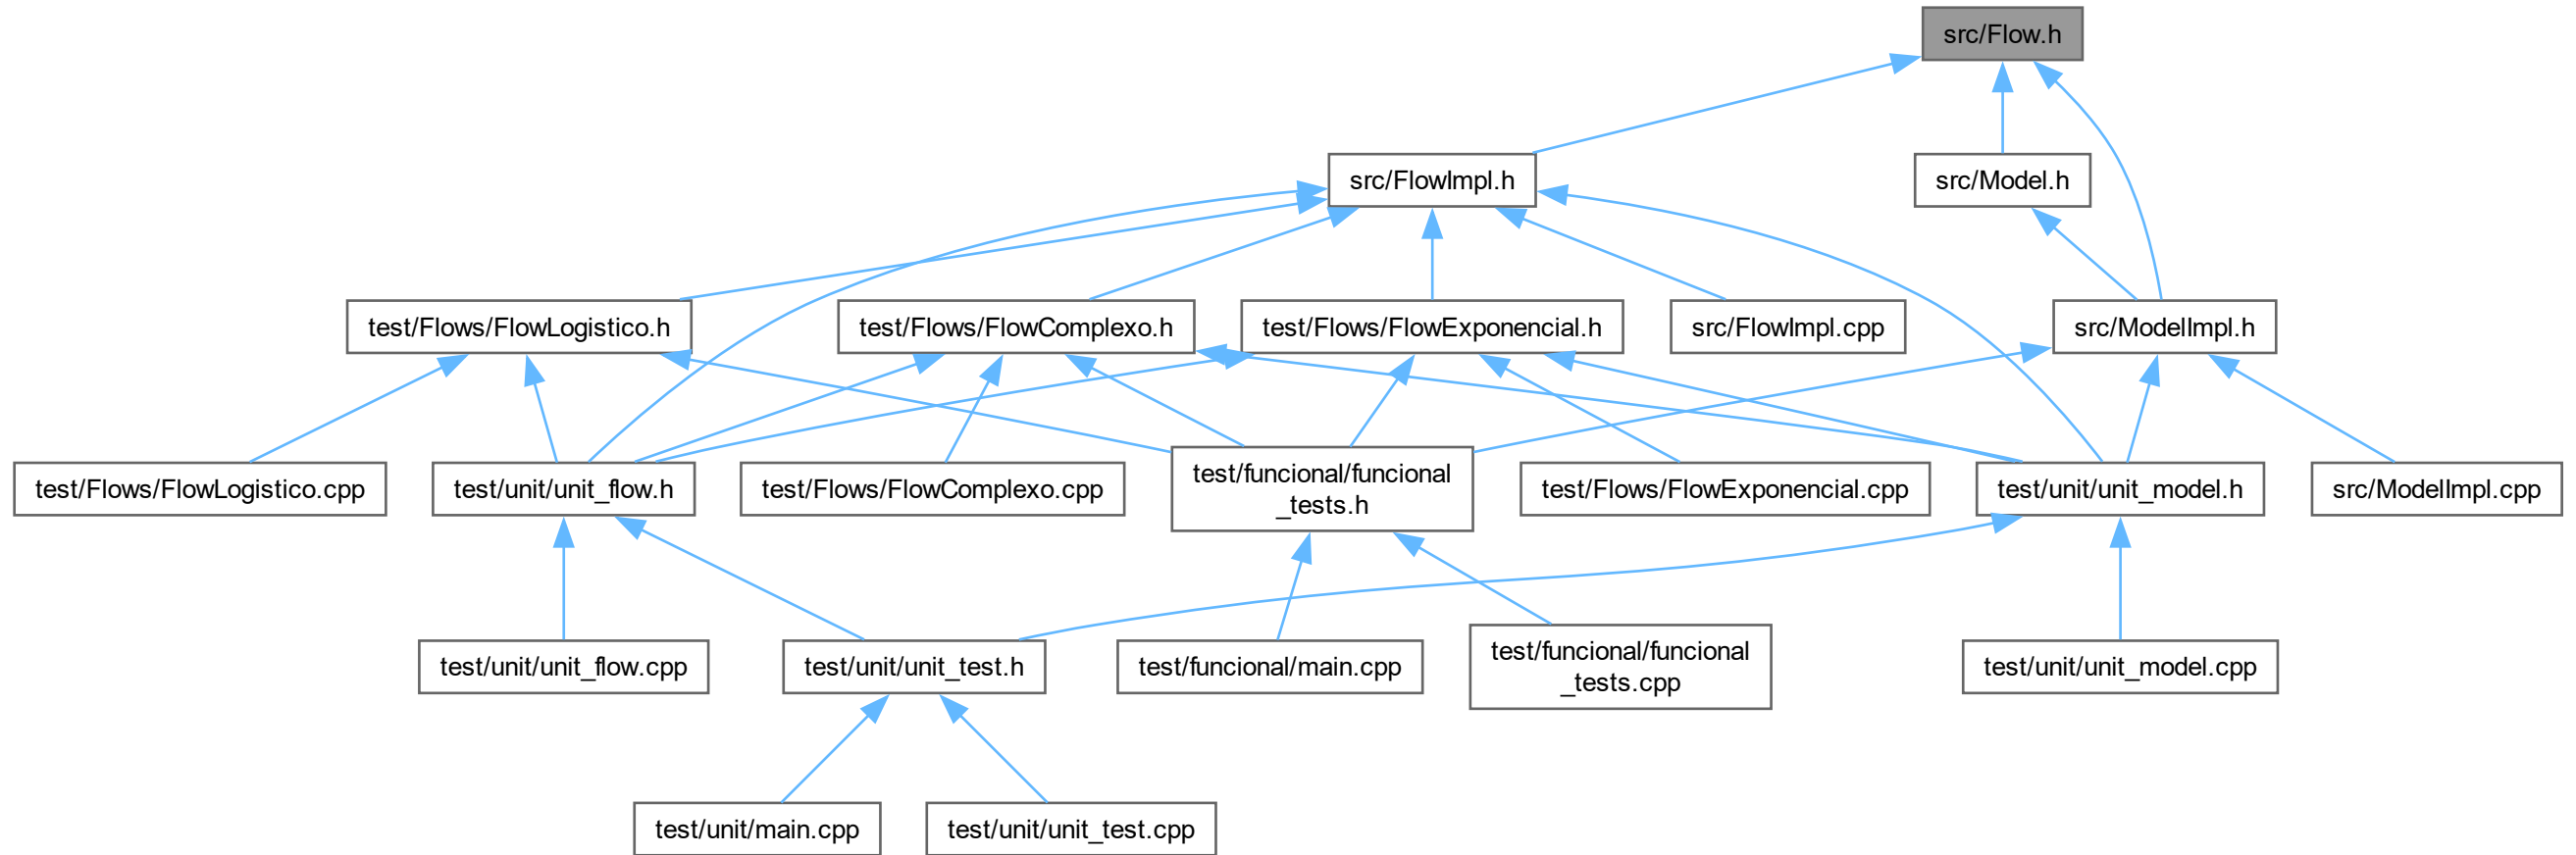 src/Flow.h
src/FlowImpl.h
src/Model.h
test/Flows/FlowLogistico.h
test/Flows/FlowComplexo.h
test/Flows/FlowExponencial.h
src/FlowImpl.cpp
src/ModelImpl.h
test/Flows/FlowLogistico.cpp
test/unit/unit_flow.h
test/Flows/FlowComplexo.cpp
test/funcional/funcional
_tests.h
test/Flows/FlowExponencial.cpp
test/unit/unit_model.h
src/ModelImpl.cpp
test/unit/unit_flow.cpp
test/unit/unit_test.h
test/funcional/main.cpp
test/funcional/funcional
_tests.cpp
test/unit/unit_model.cpp
test/unit/main.cpp
test/unit/unit_test.cpp